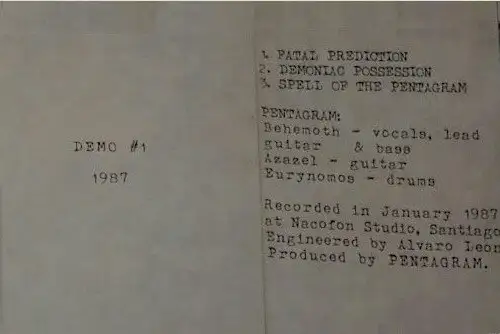 DEMO #1
1987
1. FATAL PREDICTION
2. DEMONIAC POSSESSION
3. SPELL OF THE PENTAGRAM
PENTAGRAM:
Behemoth - vocals, lead
guitar & bass
Azazel - guitar
Eurynomos - drums
Recorded in January 1987
at Nacofon Studio, Santiago
Engineered by Alvaro Leon
Produced by PENTAGRAM.